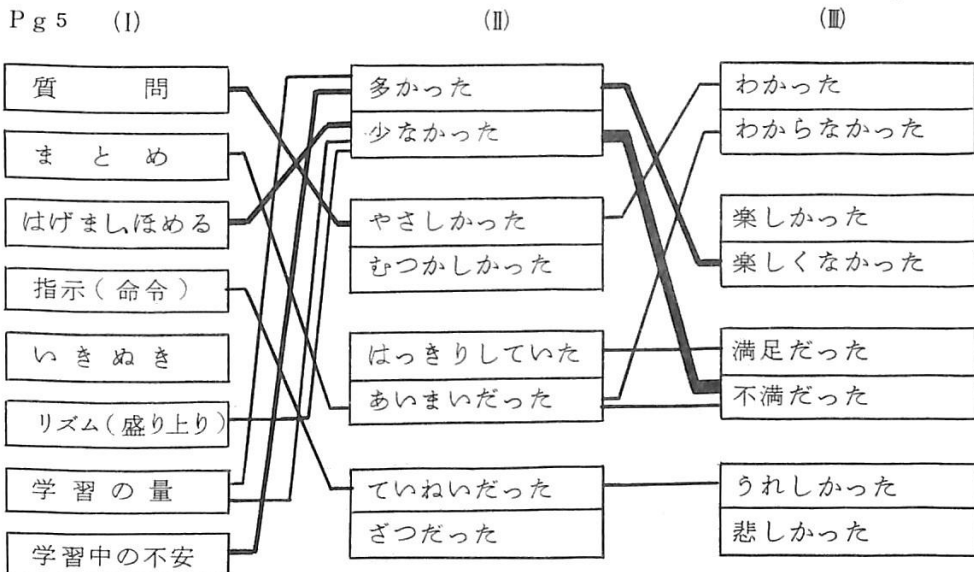 Pg 5 (Ⅰ) (Ⅱ) (Ⅲ)
質問
まとめ
はげまし、ほめる
指示(命令)
いきぬき
リズム(盛り上り)
学習の量
学習中の不安
多かった
少なかった
やさしかった
むつかしかった
はっきりしていた
あいまいだった
ていねいだった
ざつだった
わかった
わからなかった
楽しかった
楽しくなかった
満足だった
不満だった
うれしかった
悲しかった